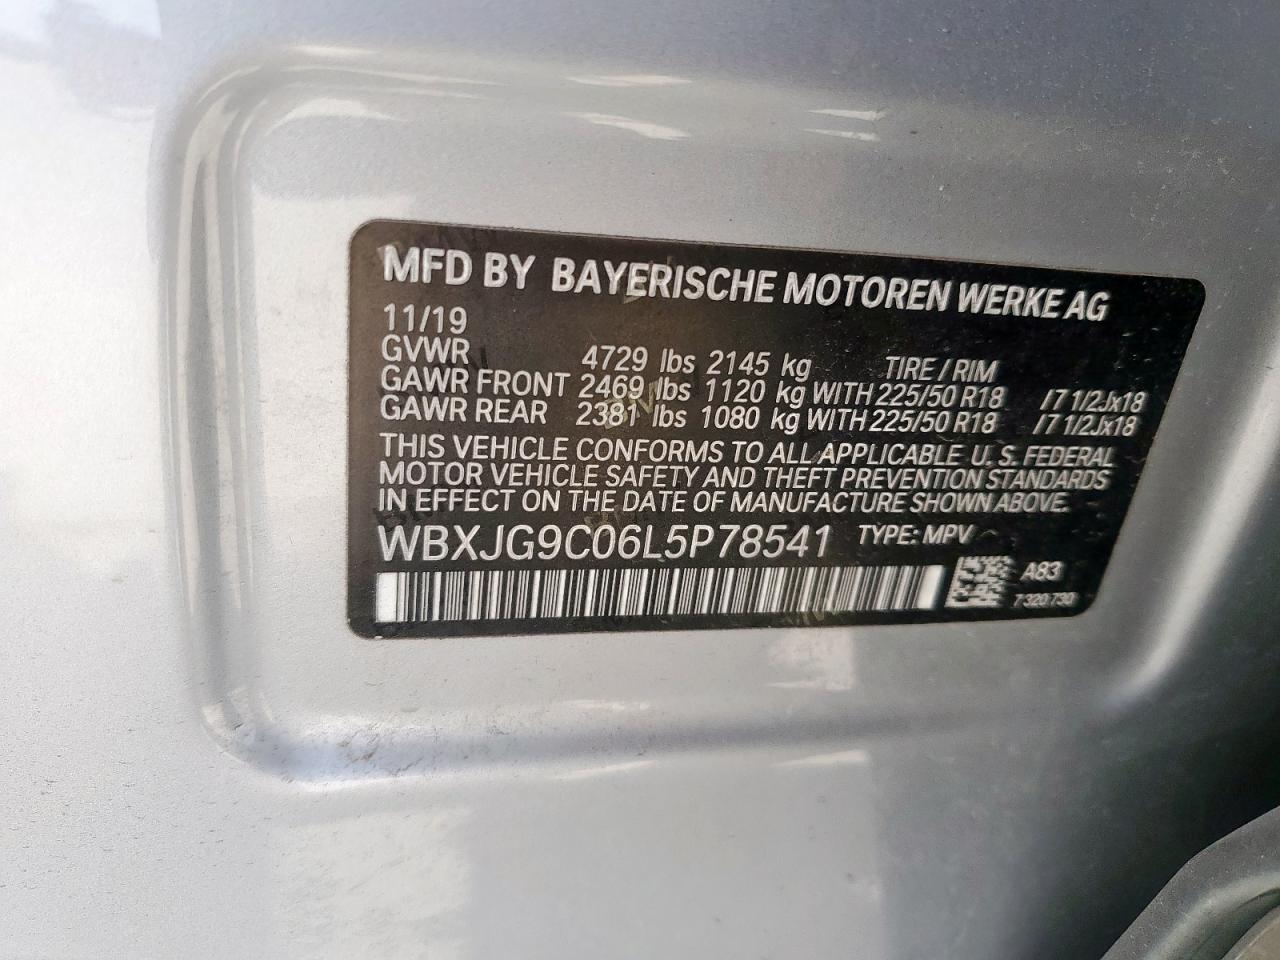 MFD BY BAYERISCHE MOTOREN WERKE AG
11/19
GVWR 4729 lbs 2145 kg TIRE / RIM
GAWR FRONT 2469 lbs 1120 kg WITH 225/50 R18 /7 1/2Jx18
GAWR REAR 2381 lbs 1080 kg WITH 225/50 R18 /7 1/2Jx18
THIS VEHICLE CONFORMS TO ALL APPLICABLE U.S. FEDERAL
MOTOR VEHICLE SAFETY AND THEFT PREVENTION STANDARDS
IN EFFECT ON THE DATE OF MANUFACTURE SHOWN ABOVE.
WBXJG9C06L5P78541 TYPE: MPV
A83
7 320 730